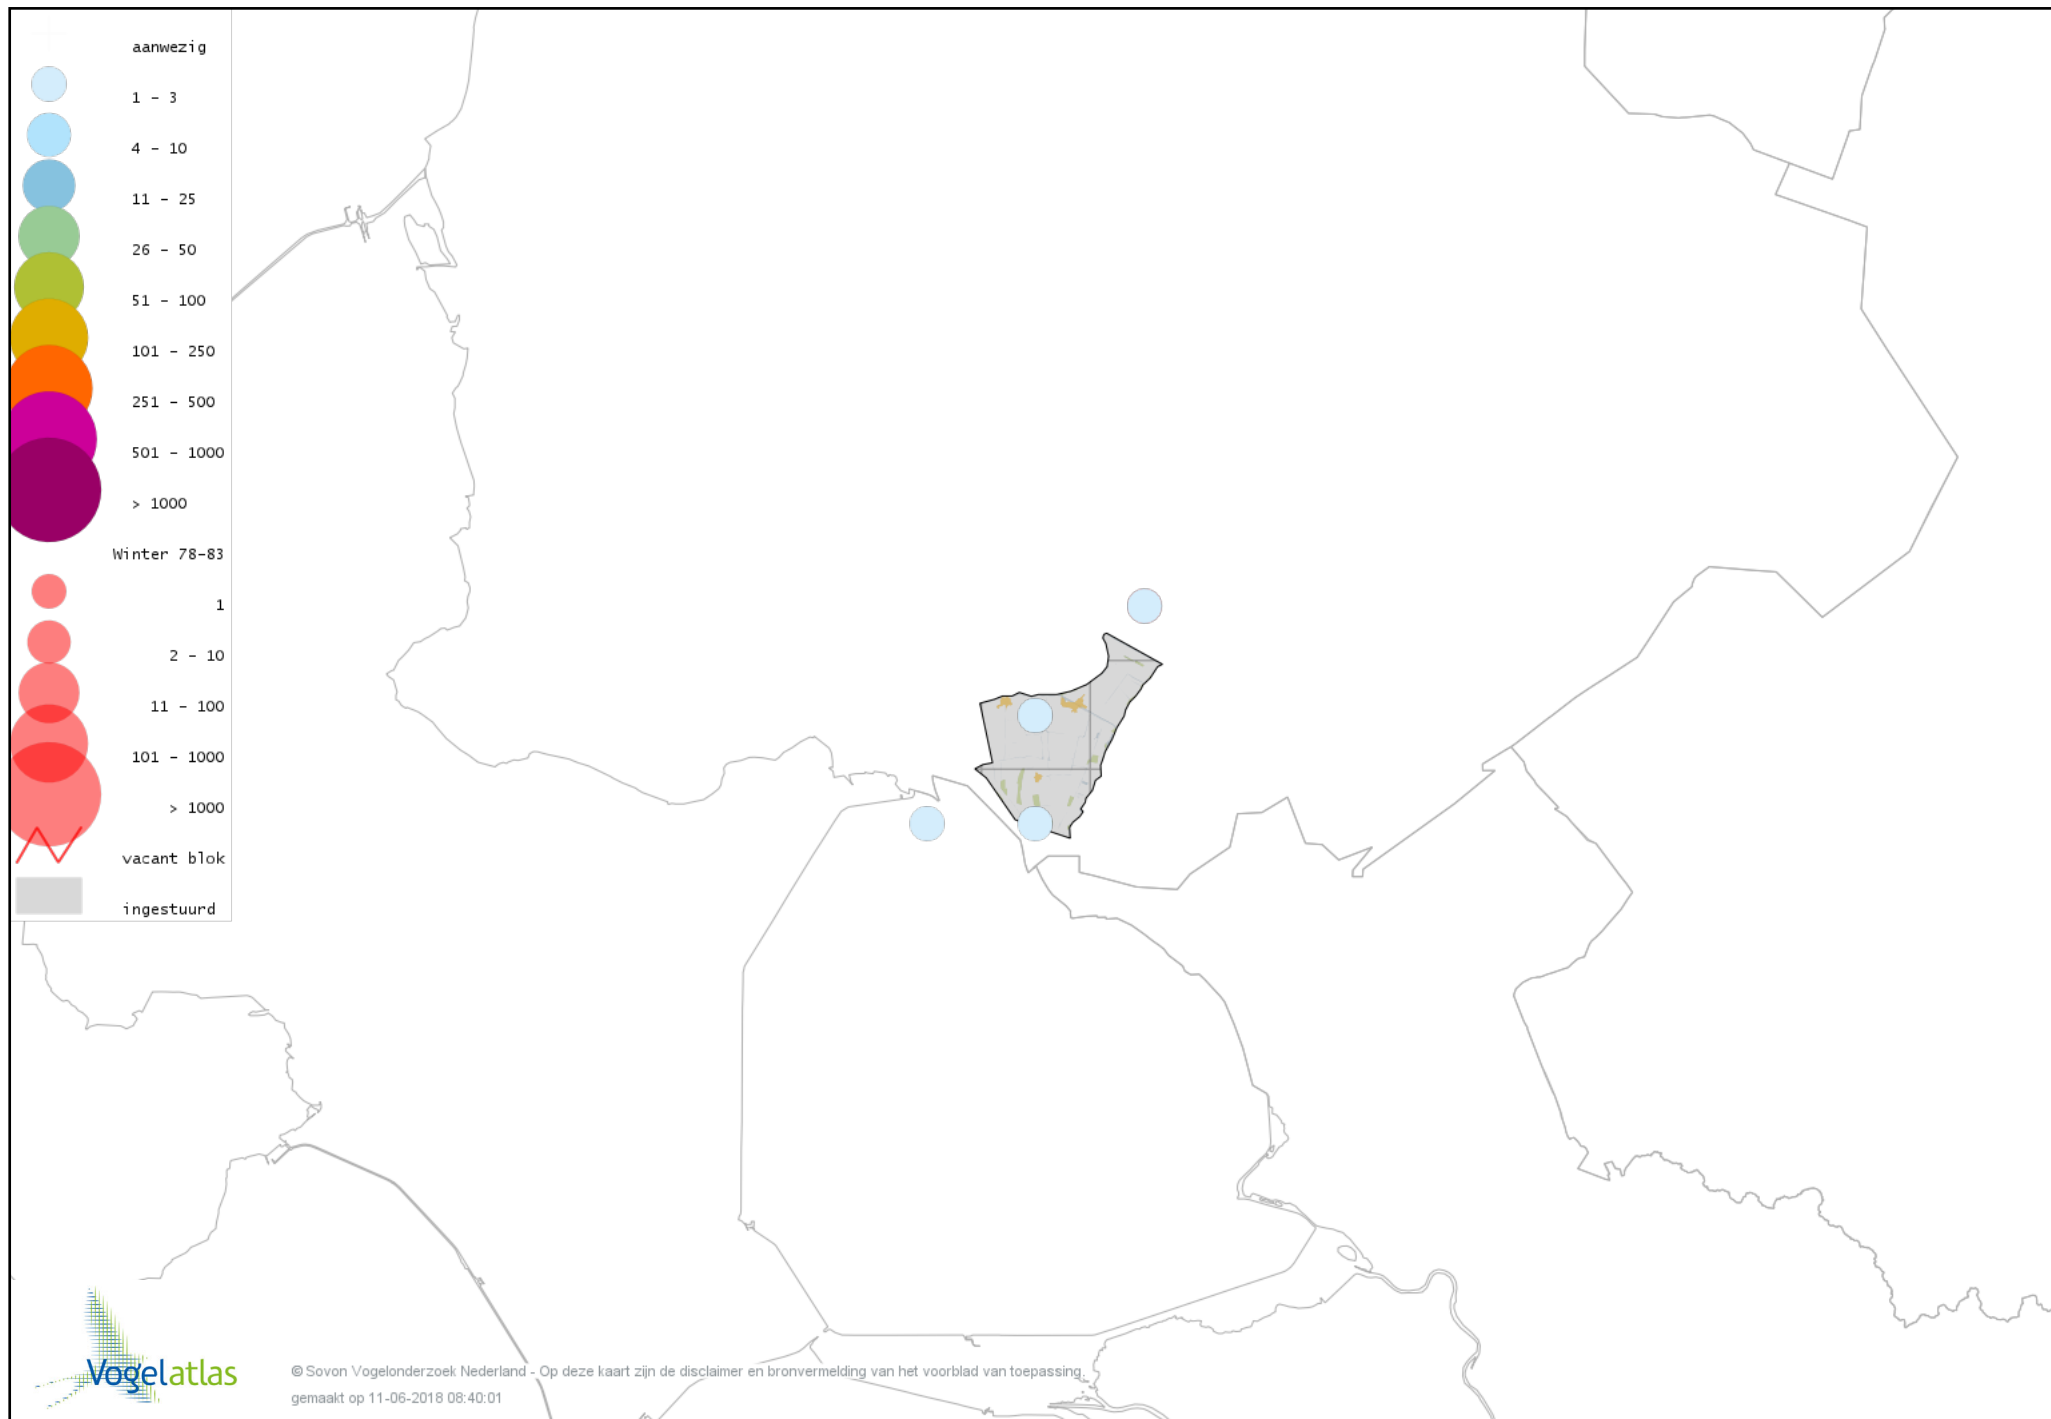 aanwezig
1 - 3
4 - 10
11 - 25
26 - 50
51 - 100
101 - 250
251 - 500
501 - 1000
> 1000
Winter 78-83
1
2 - 10
11 - 100
101 - 1000
> 1000
vacant blok
ingestuurd
Vogelatlas
© Sovon Vogelonderzoek Nederland - Op deze kaart zijn de disclaimer en bronvermelding van het voorblad van toepassing.
gemaakt op 11-06-2018 08:40:01